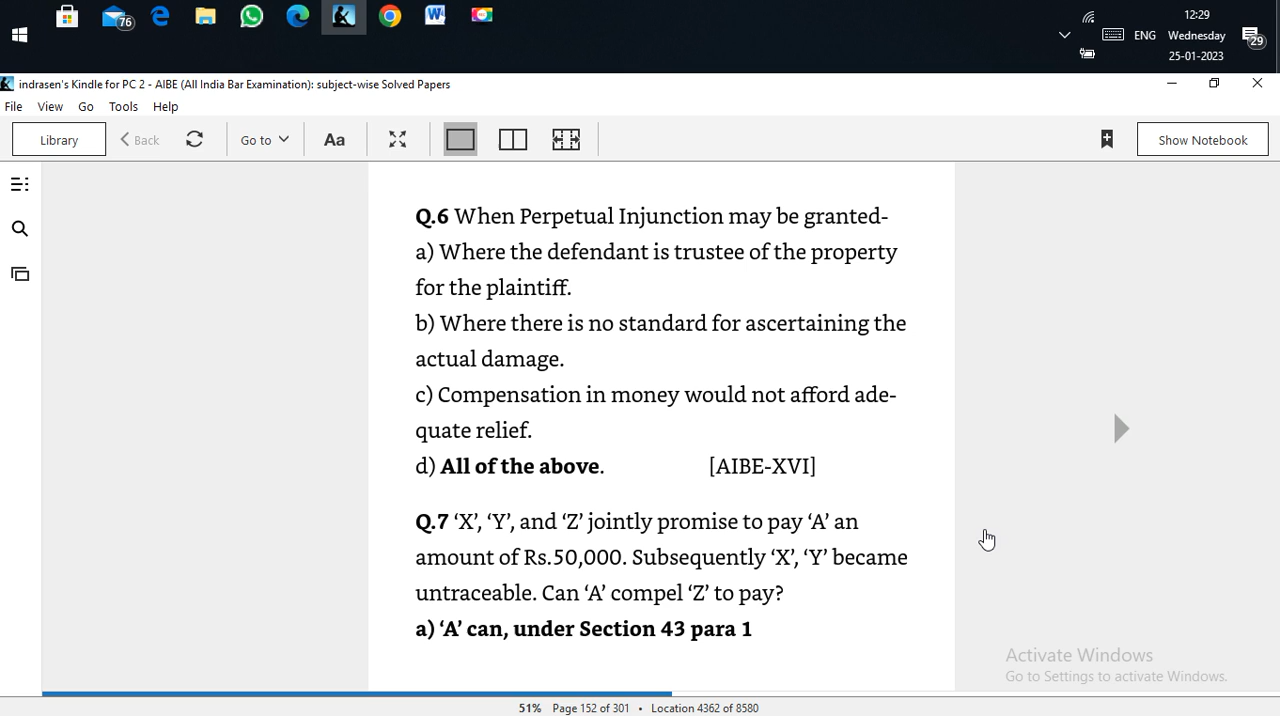 76
12:29
ENG Wednesday 29
25-01-2023
indrasen's Kindle for PC 2 - AIBE (All India Bar Examination): subject-wise Solved Papers
File View Go Tools Help
Library Back Go to Aa Show Notebook
Q.6 When Perpetual Injunction may be granted-
a) Where the defendant is trustee of the property
for the plaintiff.
b) Where there is no standard for ascertaining the
actual damage.
c) Compensation in money would not afford ade-
quate relief.
d) All of the above. [AIBE-XVI]
Q.7 ‘X’, ‘Y’, and ‘Z’ jointly promise to pay ‘A’ an
amount of Rs.50,000. Subsequently ‘X’, ‘Y’ became
untraceable. Can ‘A’ compel ‘Z’ to pay?
a) ‘A’ can, under Section 43 para 1
Activate Windows
Go to Settings to activate Windows.
51% Page 152 of 301 • Location 4362 of 8580